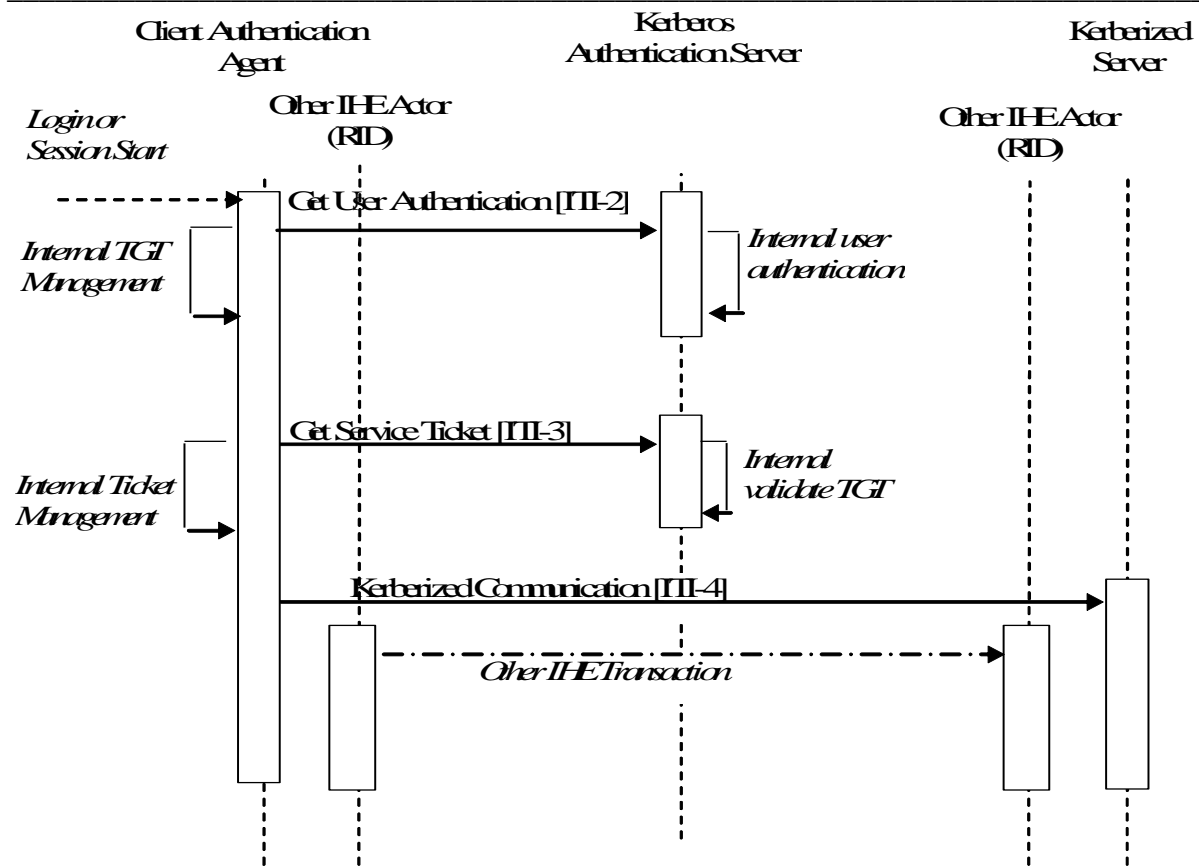 Client Authentication
Agent
Kerberos
Authentication Server
Kerberized
Server
Other IHE Actor
(RID)
Other IHE Actor
(RID)
Login or
Session Start
Get User Authentication [ITI-2]
Internal TGT
Management
Internal user
authentication
Get Service Ticket [ITI-3]
Internal Ticket
Management
Internal
validate TGT
Kerberized Communication [ITI-4]
Other IHE Transaction